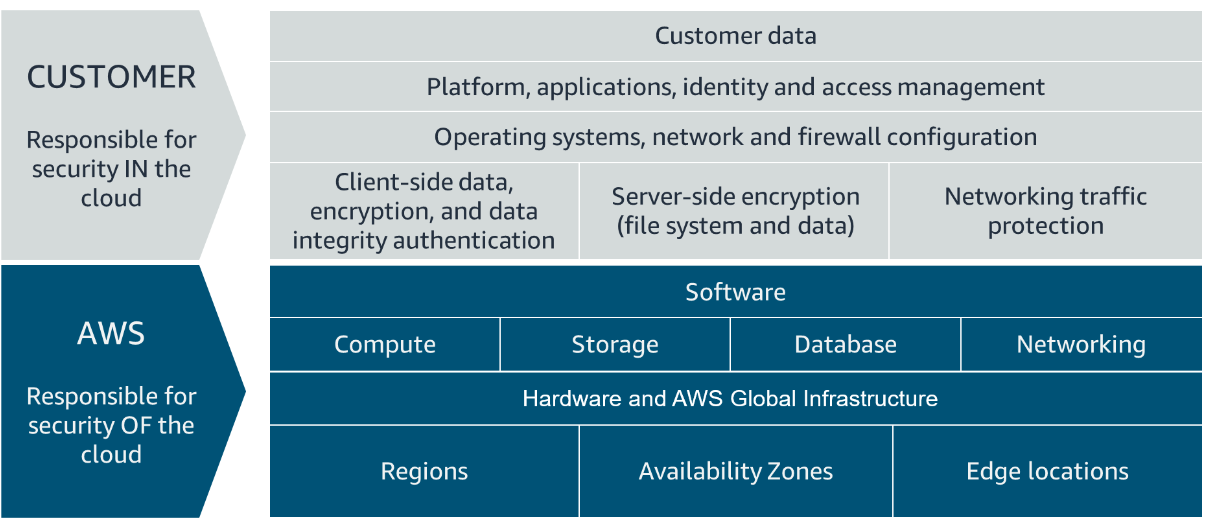 CUSTOMER
Responsible for
security IN the
cloud
Customer data
Platform, applications, identity and access management
Operating systems, network and firewall configuration
Client-side data,
encryption, and data
integrity authentication
Server-side encryption
(file system and data)
Networking traffic
protection
AWS
Responsible for
security OF the
cloud
Software
Compute
Storage
Database
Networking
Hardware and AWS Global Infrastructure
Regions
Availability Zones
Edge locations